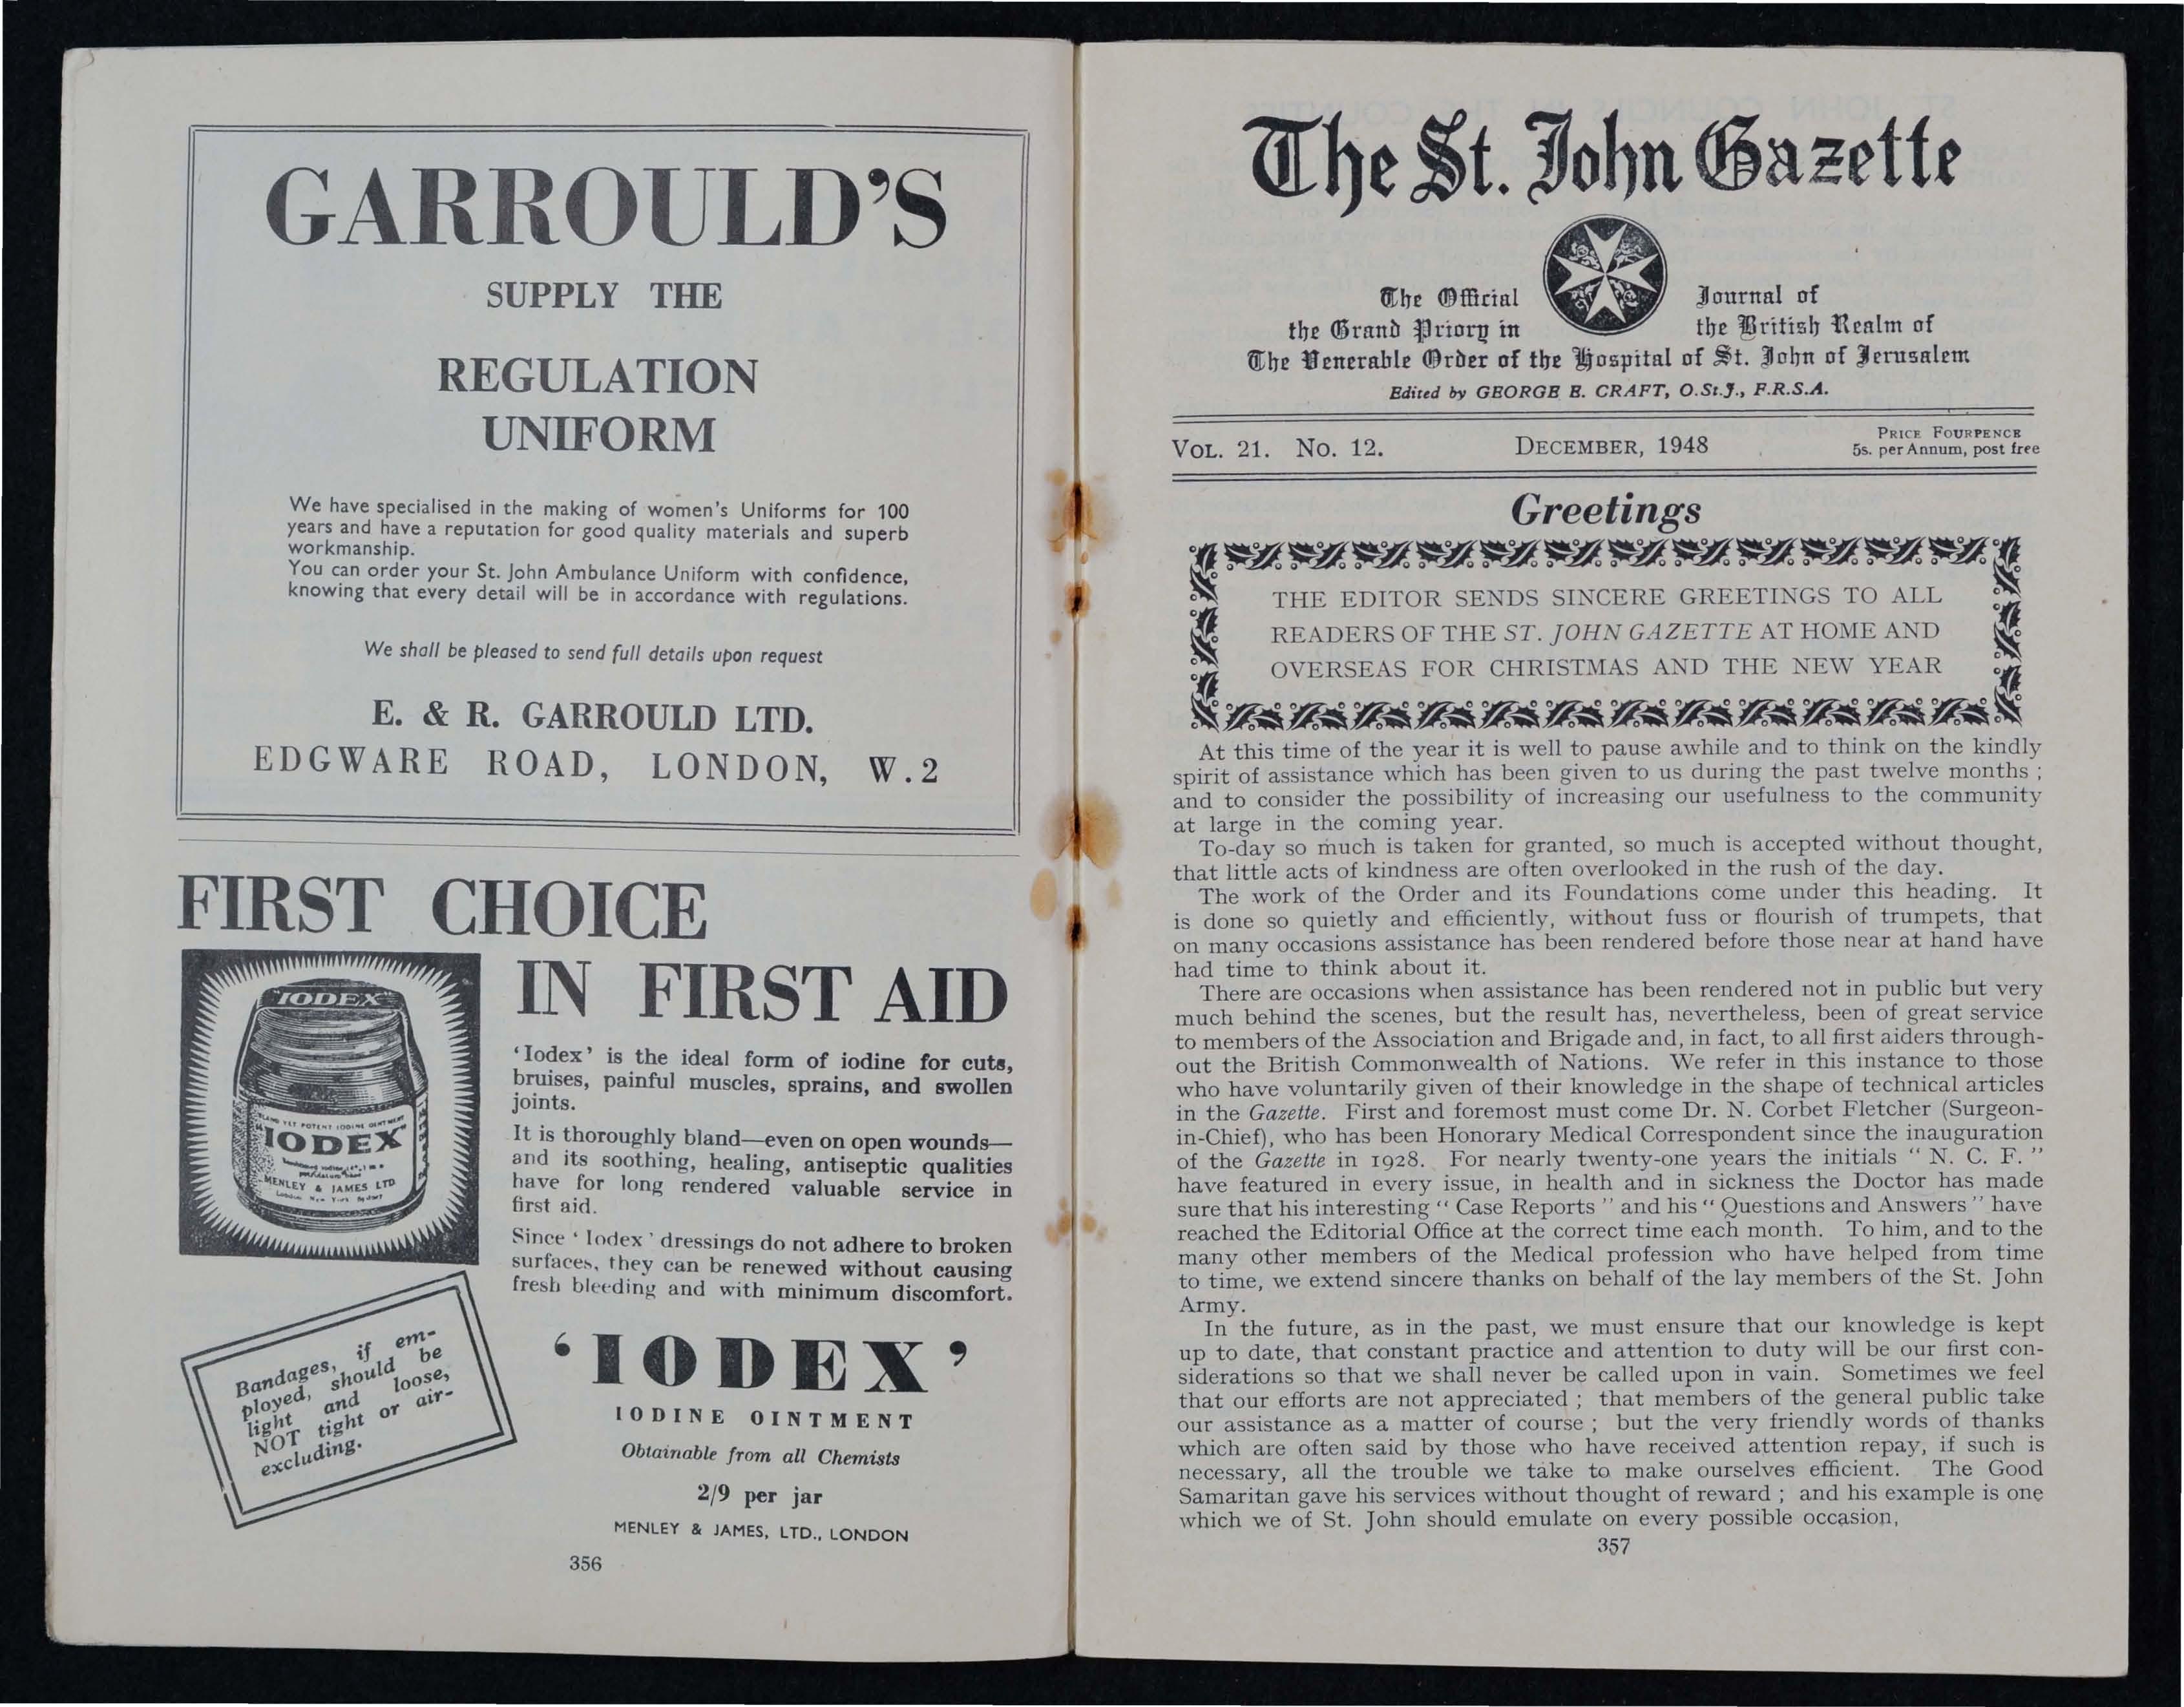 GARROULD'S
SUPPLY THE
REGULATION
UNIFORM
We have specialised in the making of women's Uniforms for 100
years and have a reputation for good quality materials and superb
workmanship.
You can order your St. John Ambulance Uniform with confidence,
knowing that every detail will be in accordance with regulations.
We shall be pleased to send full details upon request
E. & R. GARROULD LTD.
EDGWARE ROAD, LONDON, W.2
FIRST CHOICE
IN FIRST AID
IODEX
BLAND YET POTENT IODINE OINTMENT
"IODEX"
MENLEY & JAMES LTD
London New York Sydney
'Iodex' is the ideal form of iodine for cuts,
bruises, painful muscles, sprains, and swollen
joints.
It is thoroughly bland—even on open wounds—
and its soothing, healing, antiseptic qualities
have for long rendered valuable service in
first aid.
Since 'Iodex' dressings do not adhere to broken
surfaces, they can be renewed without causing
fresh bleeding and with minimum discomfort.
Bandages, if em-
ployed, should be
light and loose,
NOT tight or air-
excluding.
'IODEX'
IODINE OINTMENT
Obtainable from all Chemists
2/9 per jar
MENLEY & JAMES, LTD., LONDON
356
The St. John Gazette
The Official Journal of
the Grand Priory in the British Realm of
The Venerable Order of the Hospital of St. John of Jerusalem
Edited by GEORGE E. CRAFT, O.St.J., F.R.S.A.
VOL. 21. No. 12. DECEMBER, 1948 PRICE FOURPENCE
5s. per Annum, post free
Greetings
THE EDITOR SENDS SINCERE GREETINGS TO ALL
READERS OF THE ST. JOHN GAZETTE AT HOME AND
OVERSEAS FOR CHRISTMAS AND THE NEW YEAR
At this time of the year it is well to pause awhile and to think on the kindly
spirit of assistance which has been given to us during the past twelve months ;
and to consider the possibility of increasing our usefulness to the community
at large in the coming year.
To-day so much is taken for granted, so much is accepted without thought,
that little acts of kindness are often overlooked in the rush of the day.
The work of the Order and its Foundations come under this heading. It
is done so quietly and efficiently, without fuss or flourish of trumpets, that
on many occasions assistance has been rendered before those near at hand have
had time to think about it.
There are occasions when assistance has been rendered not in public but very
much behind the scenes, but the result has, nevertheless, been of great service
to members of the Association and Brigade and, in fact, to all first aiders through-
out the British Commonwealth of Nations. We refer in this instance to those
who have voluntarily given of their knowledge in the shape of technical articles
in the Gazette. First and foremost must come Dr. N. Corbet Fletcher (Surgeon-
in-Chief), who has been Honorary Medical Correspondent since the inauguration
of the Gazette in 1928. For nearly twenty-one years the initials " N. C. F. "
have featured in every issue, in health and in sickness the Doctor has made
sure that his interesting " Case Reports " and his " Questions and Answers " have
reached the Editorial Office at the correct time each month. To him, and to the
many other members of the Medical profession who have helped from time
to time, we extend sincere thanks on behalf of the lay members of the St. John
Army.
In the future, as in the past, we must ensure that our knowledge is kept
up to date, that constant practice and attention to duty will be our first con-
siderations so that we shall never be called upon in vain. Sometimes we feel
that our efforts are not appreciated ; that members of the general public take
our assistance as a matter of course ; but the very friendly words of thanks
which are often said by those who have received attention repay, if such is
necessary, all the trouble we take to make ourselves efficient. The Good
Samaritan gave his services without thought of reward ; and his example is one
which we of St. John should emulate on every possible occasion,
357